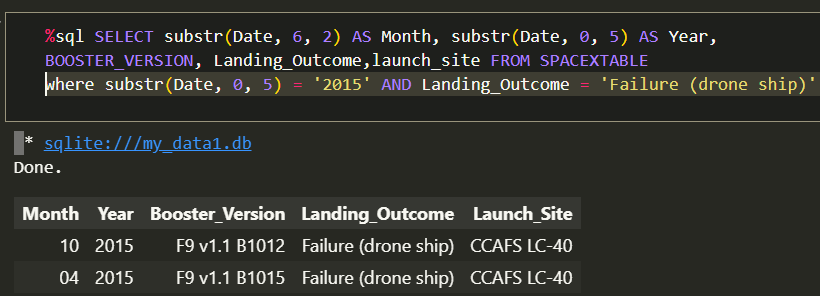 %sql SELECT substr(Date, 6, 2) AS Month, substr(Date, 0, 5) AS Year,
BOOSTER_VERSION, Landing_Outcome,launch_site FROM SPACEXTABLE
where substr(Date, 0, 5) = '2015' AND Landing_Outcome = 'Failure (drone ship)'
* sqlite:///my_data1.db
Done.
Month Year Booster_Version Landing_Outcome Launch_Site
10 2015 F9 v1.1 B1012 Failure (drone ship) CCAFS LC-40
04 2015 F9 v1.1 B1015 Failure (drone ship) CCAFS LC-40